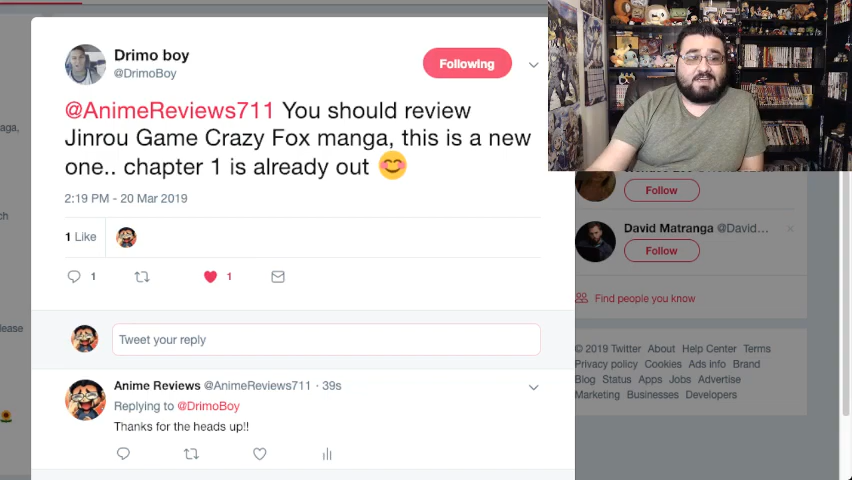 Drimo boy
@DrimoBoy
Following
@AnimeReviews711 You should review
Jinrou Game Crazy Fox manga, this is a new
one.. chapter 1 is already out 😊
2:19 PM - 20 Mar 2019
1 Like
1
1
Tweet your reply
Anime Reviews @AnimeReviews711 · 39s
Replying to @DrimoBoy
Thanks for the heads up!!
aga,
ch
lease
Follow
David Matranga @David...
Follow
Find people you know
© 2019 Twitter About Help Center Terms
Privacy policy Cookies Ads info Brand
Blog Status Apps Jobs Advertise
Marketing Businesses Developers